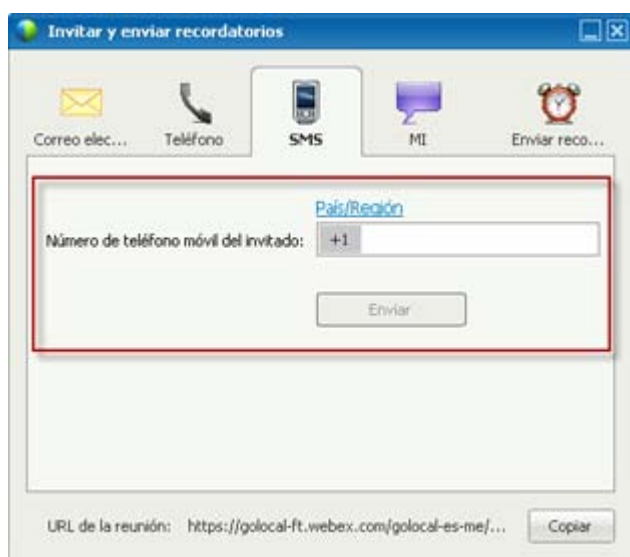 Invitar y enviar recordatorios
Correo elec... Teléfono SMS MI Enviar reco...
País/Región
Número de teléfono móvil del invitado: +1
Enviar
URL de la reunión: https://golocal-ft.webex.com/golocal-es-me/... Copiar